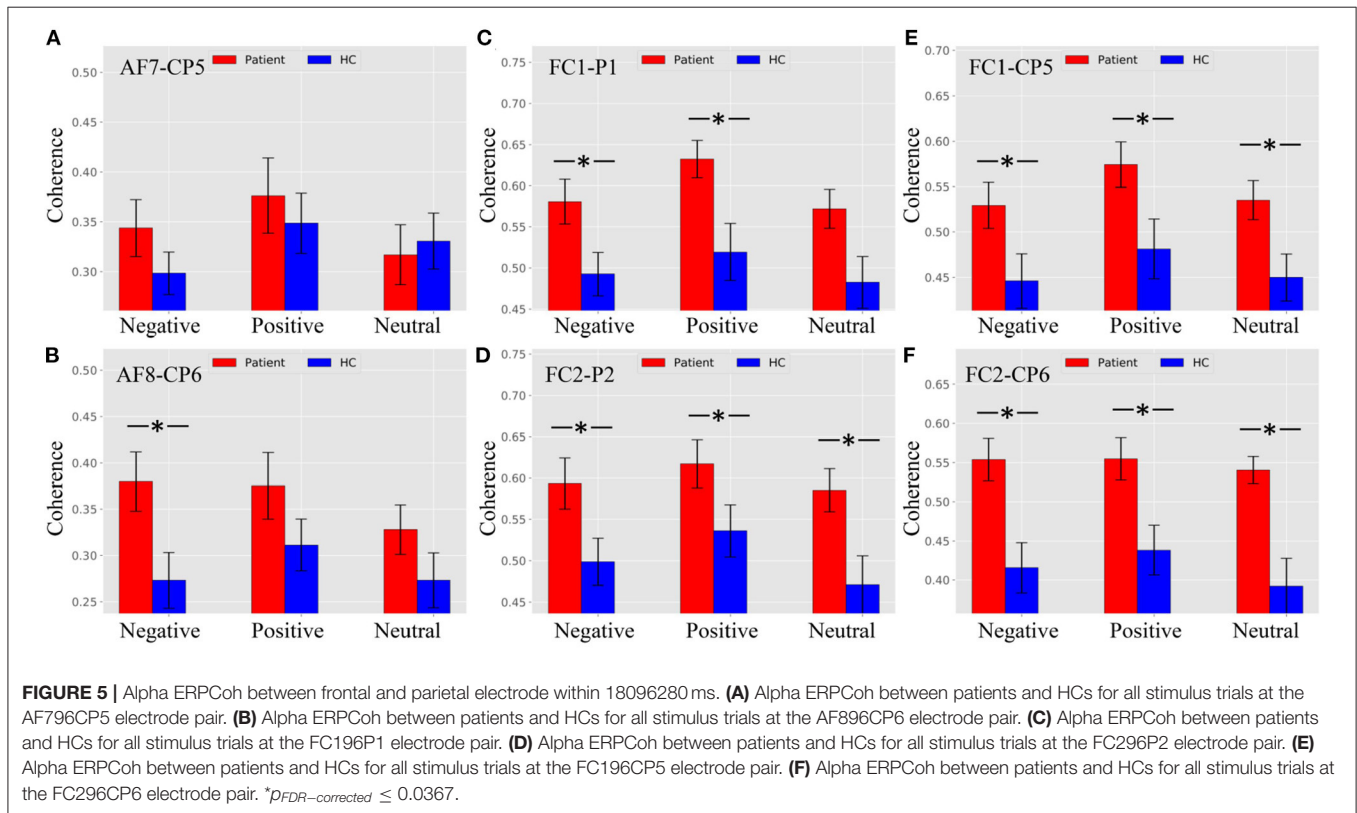 A
Patient HC
AF7-CP5
Coherence
0.50
0.45
0.40
0.35
0.30
Negative Positive Neutral
B
Patient HC
AF8-CP6
Coherence
0.50
0.45
0.40
0.35
0.30
0.25
*
Negative Positive Neutral
C
Patient HC
FC1-P1
Coherence
0.75
0.70
0.65
0.60
0.55
0.50
0.45
* *
Negative Positive Neutral
D
Patient HC
FC2-P2
Coherence
0.75
0.70
0.65
0.60
0.55
0.50
0.45
* * *
Negative Positive Neutral
E
Patient HC
FC1-CP5
Coherence
0.70
0.65
0.60
0.55
0.50
0.45
* * *
Negative Positive Neutral
F
Patient HC
FC2-CP6
Coherence
0.65
0.60
0.55
0.50
0.45
0.40
* * *
Negative Positive Neutral
FIGURE 5 | Alpha ERPCoh between frontal and parietal electrode within 18096280 ms. (A) Alpha ERPCoh between patients and HCs for all stimulus trials at the
AF796CP5 electrode pair. (B) Alpha ERPCoh between patients and HCs for all stimulus trials at the AF896CP6 electrode pair. (C) Alpha ERPCoh between patients
and HCs for all stimulus trials at the FC196P1 electrode pair. (D) Alpha ERPCoh between patients and HCs for all stimulus trials at the FC296P2 electrode pair. (E)
Alpha ERPCoh between patients and HCs for all stimulus trials at the FC196CP5 electrode pair. (F) Alpha ERPCoh between patients and HCs for all stimulus trials at
the FC296CP6 electrode pair. *pFDR−corrected ≤ 0.0367.